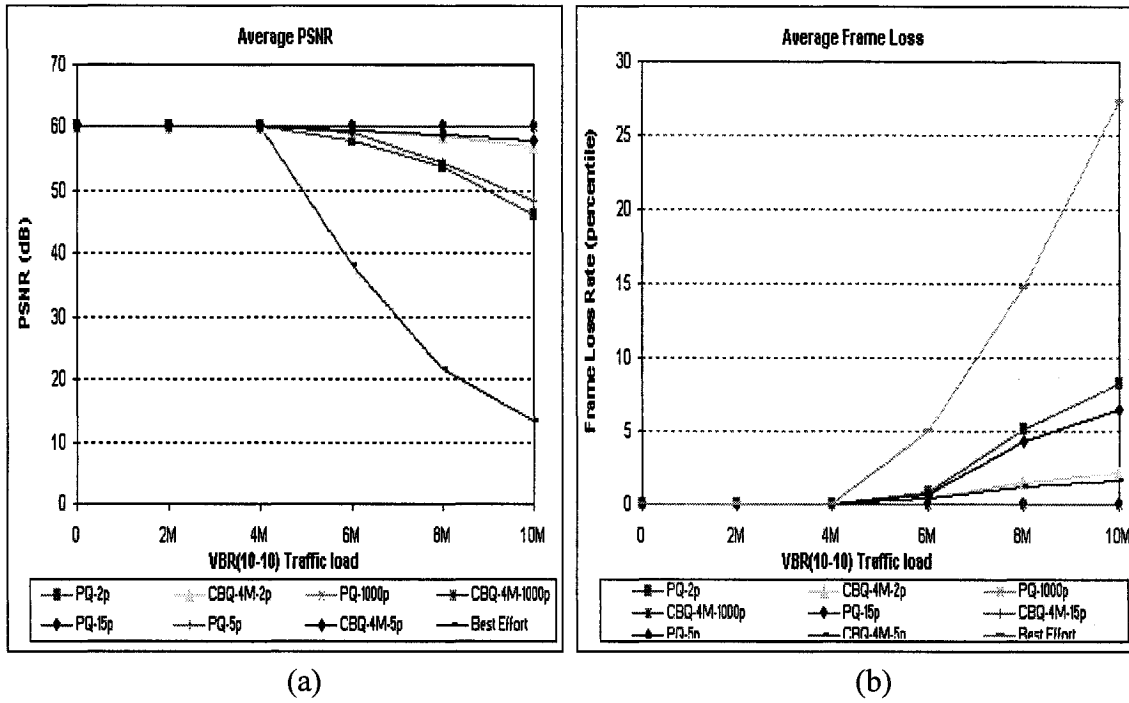 Average PSNR
70
60
50
40
30
20
10
0
PSNR (dB)
0 2M 4M 6M 8M 10M
VBR(10-10) Traffic load
PQ-2p CBQ-4M-2p PQ-1000p CBQ-4M-1000p
PQ-15p PQ-5p CBQ-4M-5p Best Effort
(a)
Average Frame Loss
30
25
20
15
10
5
0
Frame Loss Rate (percentile)
0 2M 4M 6M 8M 10M
VBR(10-10) Traffic load
PQ-2p CBQ-4M-2p PQ-1000p
CBQ-4M-1000p PQ-15p CBQ-4M-15p
PQ-5p CBQ-4M-5p Best Effort
(b)